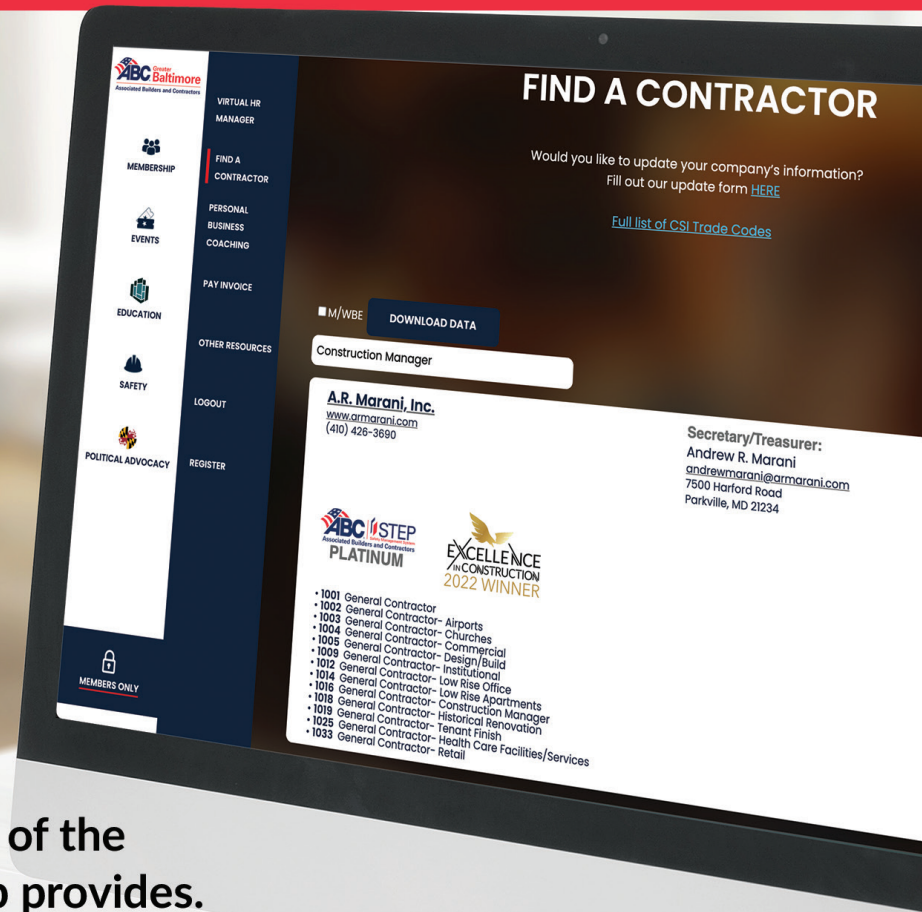 ABC Greater Baltimore
Associated Builders and Contractors
MEMBERSHIP
EVENTS
EDUCATION
SAFETY
POLITICAL ADVOCACY
MEMBERS ONLY
VIRTUAL HR
MANAGER
FIND A
CONTRACTOR
PERSONAL
BUSINESS
COACHING
PAY INVOICE
OTHER RESOURCES
LOGOUT
REGISTER
FIND A CONTRACTOR
Would you like to update your company's information?
Fill out our update form HERE
Full list of CSI Trade Codes
M/WBE DOWNLOAD DATA
Construction Manager
A.R. Marani, Inc.
www.armarani.com
(410) 426-3690
Secretary/Treasurer:
Andrew R. Marani
andrewmarani@armarani.com
7500 Harford Road
Parkville, MD 21234
ABC STEP
Associated Builders and Contractors Safety Management System
PLATINUM
EXCELLENCE
IN CONSTRUCTION
2022 WINNER
• 1001 General Contractor
• 1002 General Contractor- Airports
• 1003 General Contractor- Churches
• 1004 General Contractor- Commercial
• 1005 General Contractor- Design/Build
• 1009 General Contractor- Institutional
• 1012 General Contractor- Low Rise Office
• 1014 General Contractor- Low Rise Apartments
• 1016 General Contractor- Construction Manager
• 1018 General Contractor- Historical Renovation
• 1019 General Contractor- Tenant Finish
• 1025 General Contractor- Health Care Facilities/Services
• 1033 General Contractor- Retail
of the
provides.